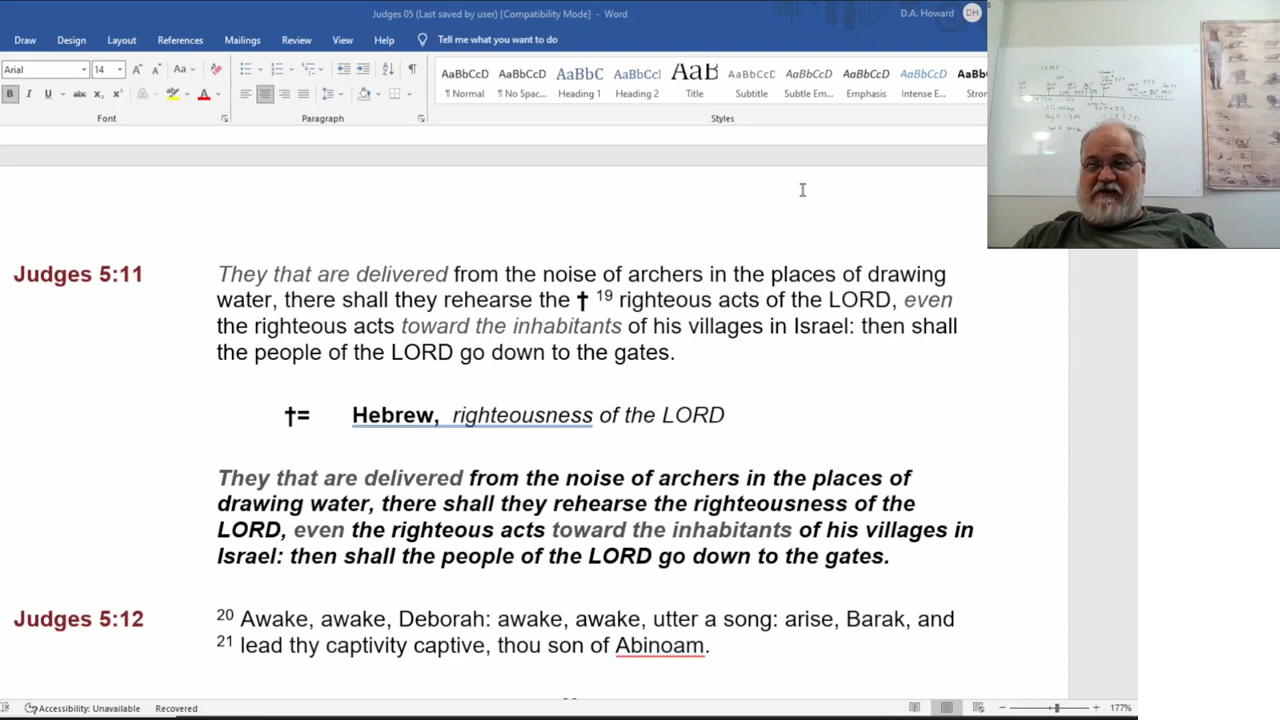 Judges 05 (Last saved by user) [Compatibility Mode] - Word
D.A. Howard DH
Draw Design Layout References Mailings Review View Help Tell me what you want to do
Arial 14
AaBbCcD AaBbCcD AaBbC AaBbCcI AaB AaBbCcD AaBbCcD AaBbCcD AaBbCcD AaBb
¶ Normal ¶ No Spac... Heading 1 Heading 2 Title Subtitle Subtle Em... Emphasis Intense E... Stron
Font Paragraph Styles
Judges 5:11 They that are delivered from the noise of archers in the places of drawing
water, there shall they rehearse the † 19 righteous acts of the LORD, even
the righteous acts toward the inhabitants of his villages in Israel: then shall
the people of the LORD go down to the gates.
†= Hebrew, righteousness of the LORD
They that are delivered from the noise of archers in the places of
drawing water, there shall they rehearse the righteousness of the
LORD, even the righteous acts toward the inhabitants of his villages in
Israel: then shall the people of the LORD go down to the gates.
Judges 5:12 20 Awake, awake, Deborah: awake, awake, utter a song: arise, Barak, and
21 lead thy captivity captive, thou son of Abinoam.
Accessibility: Unavailable Recovered 177%